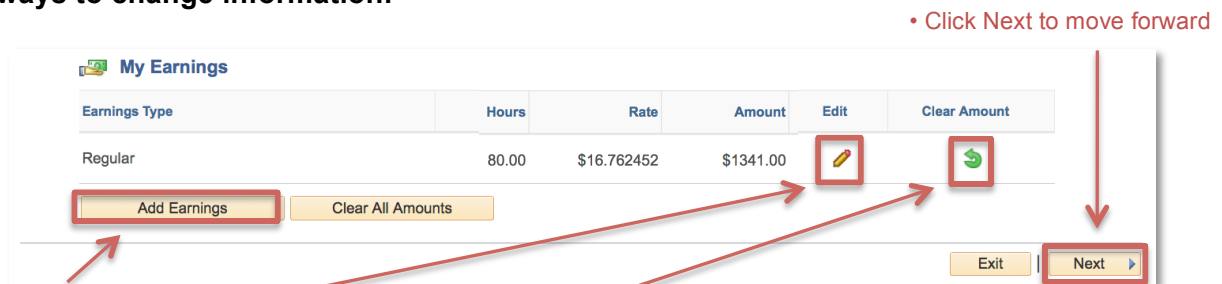 ways to change information:
• Click Next to move forward
My Earnings
Earnings Type Hours Rate Amount Edit Clear Amount
Regular 80.00 $16.762452 $1341.00
Add Earnings Clear All Amounts
Exit | Next